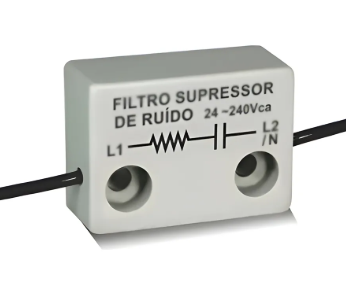 FILTRO SUPRESSOR
DE RUÍDO 24 ~240Vca
L1 L2
/N